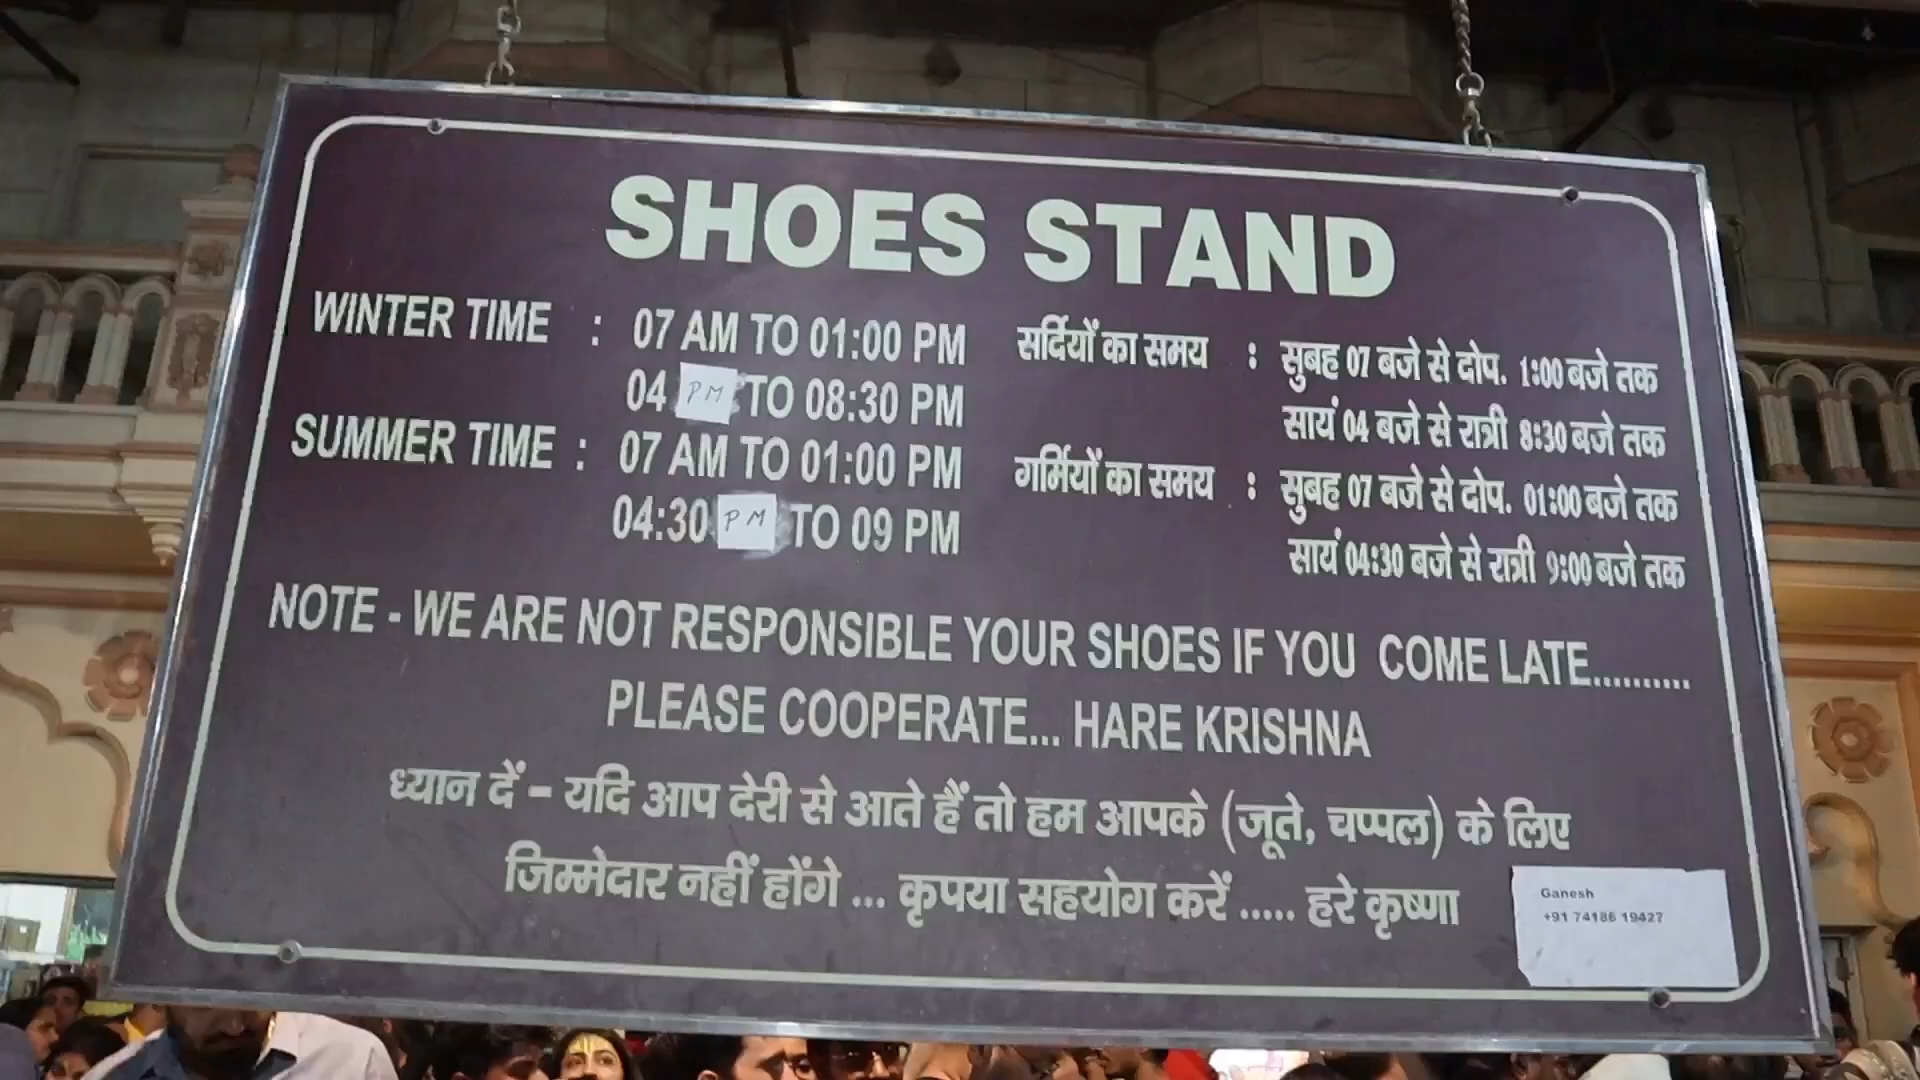 SHOES STAND
WINTER TIME : 07 AM TO 01:00 PM
04 PM TO 08:30 PM
SUMMER TIME : 07 AM TO 01:00 PM
04:30 PM TO 09 PM
सर्दियों का समय : सुबह 07 बजे से दोप. 1:00 बजे तक
सायं 04 बजे से रात्री 8:30 बजे तक
गर्मियों का समय : सुबह 07 बजे से दोप. 01:00 बजे तक
सायं 04:30 बजे से रात्री 9:00 बजे तक
NOTE - WE ARE NOT RESPONSIBLE YOUR SHOES IF YOU COME LATE..........
PLEASE COOPERATE... HARE KRISHNA
ध्यान दें - यदि आप देरी से आते हैं तो हम आपके (जूते, चप्पल) के लिए
जिम्मेदार नहीं होंगे ... कृपया सहयोग करें ..... हरे कृष्णा
Ganesh
+91 74186 19427